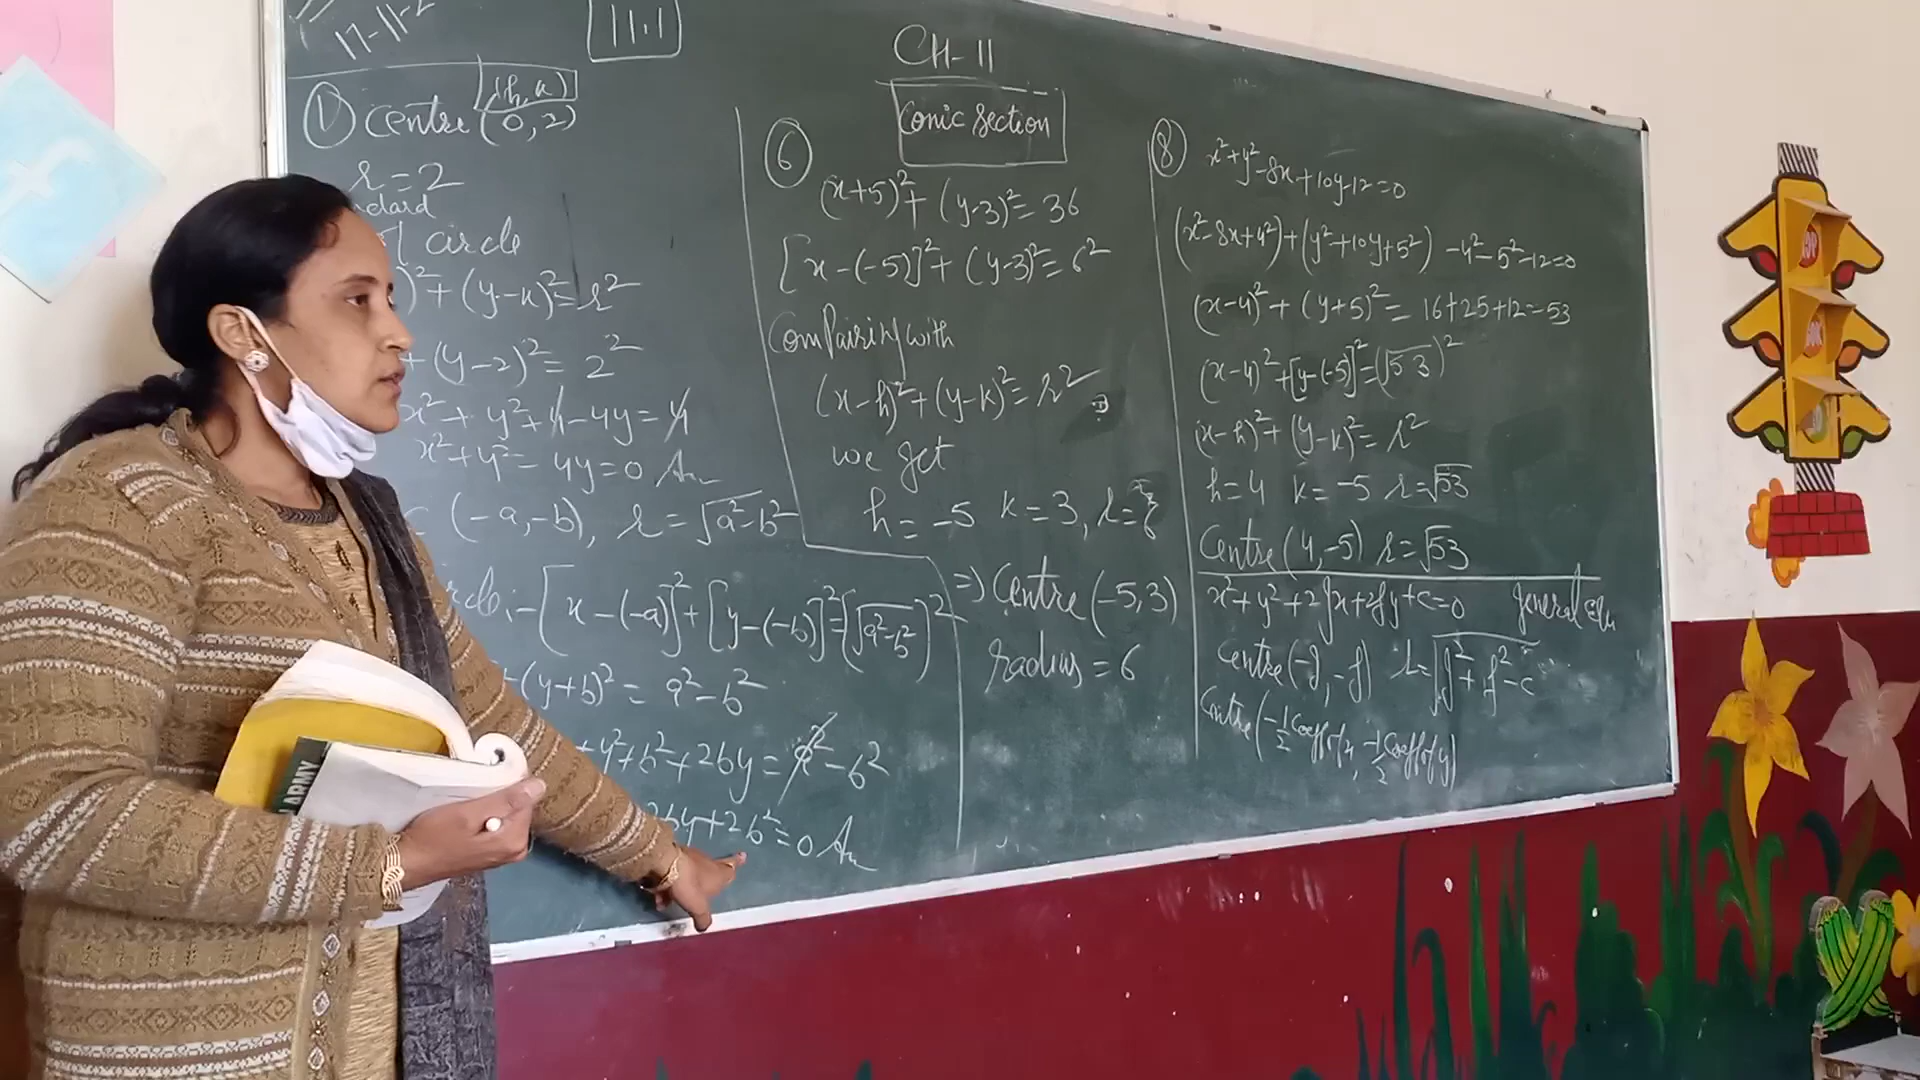 17-11-2
11.1
CH-11
Conic Section
(h, k)
① Centre (0, 2)
r = 2
ndard
of circle
)² + (y-k)² = r²
+ (y-2)² = 2²
x² + y² + 4 - 4y = 4
x² + y² = 4y = 0 An
(-a, -b), r = √a²-b²
rcle :- [x-(-a)]² + [y-(-b)]² = (√a²-b²)²
(y+b)² = a²-b²
+ y² + b² + 2by = a² - b²
2by + 2b² = 0 An
⑥
(x+5)² + (y-3)² = 36
[x-(-5)]² + (y-3)² = 6²
Compairing with
(x-h)² + (y-k)² = r²
we get
h = -5 k = 3, r =
⇒ Centre (-5, 3)
radius = 6
⑧ x² + y² - 8x + 10y - 12 = 0
(x² - 8x + 4²) + (y² + 10y + 5²) - 4² - 5² - 12 = 0
(x-4)² + (y+5)² = 16 + 25 + 12 = 53
(x-4)² + [y-(-5)]² = (√53)²
(x-h)² + (y-k)² = r²
h = 4 k = -5 r = √53
Centre (4, -5) r = √53
x² + y² + 2gx + 2fy + c = 0 general Eqn
Centre (-g, -f) r = √g² + f² - c
Centre (-1/2 Coeff of x, -1/2 Coeff of y)
ARMY